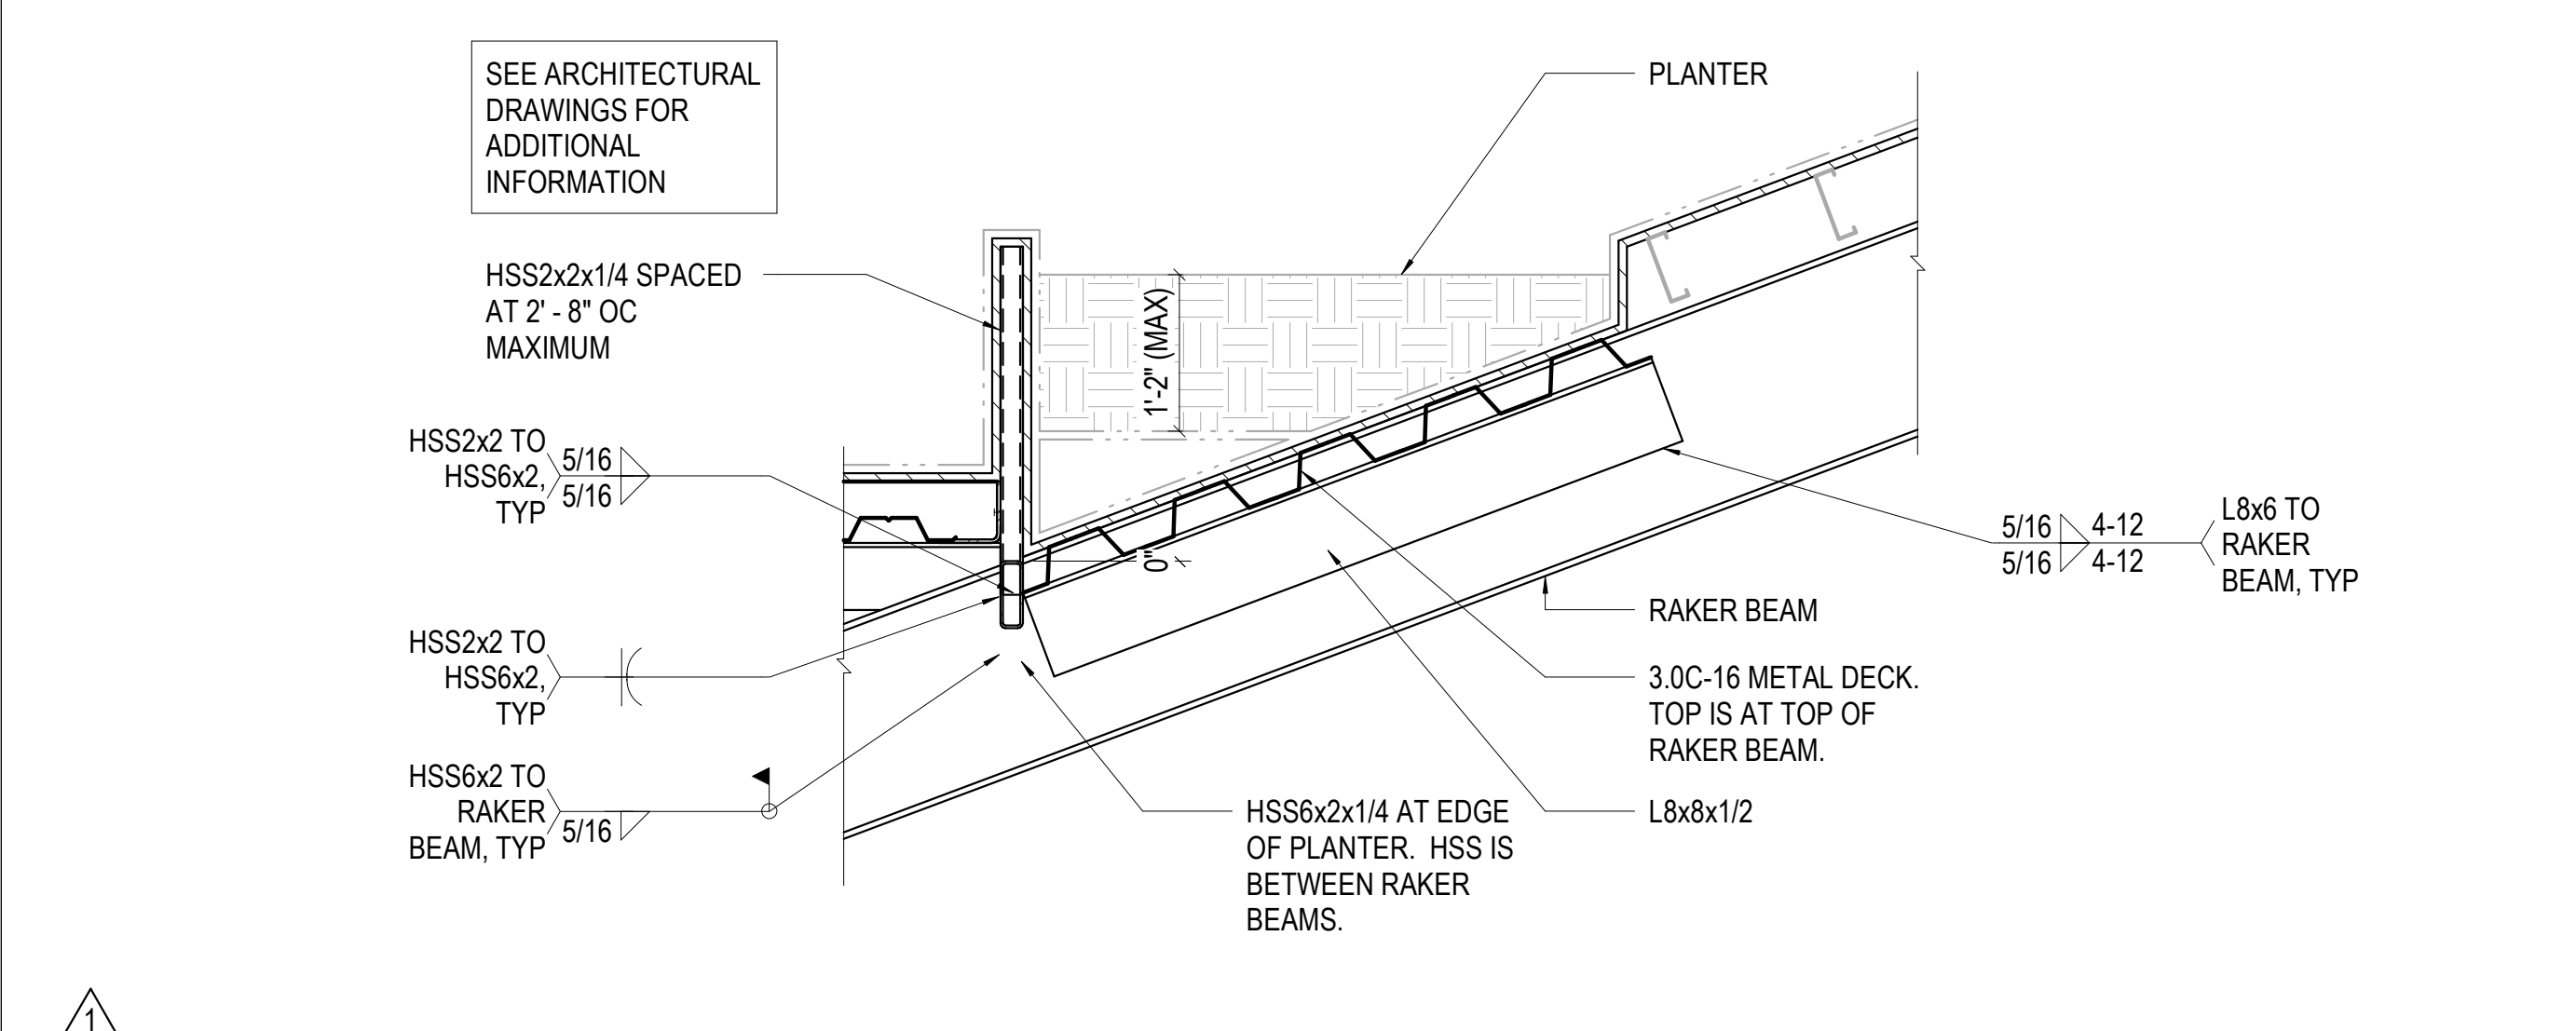 SEE ARCHITECTURAL
DRAWINGS FOR
ADDITIONAL
INFORMATION
PLANTER
HSS2x2x1/4 SPACED
AT 2' - 8" OC
MAXIMUM
1'-2" (MAX)
0"
HSS2x2 TO
HSS6x2,
TYP
5/16
5/16
HSS2x2 TO
HSS6x2,
TYP
HSS6x2 TO
RAKER
BEAM, TYP
5/16
5/16 4-12
5/16 4-12
L8x6 TO
RAKER
BEAM, TYP
RAKER BEAM
3.0C-16 METAL DECK.
TOP IS AT TOP OF
RAKER BEAM.
L8x8x1/2
HSS6x2x1/4 AT EDGE
OF PLANTER. HSS IS
BETWEEN RAKER
BEAMS.
1